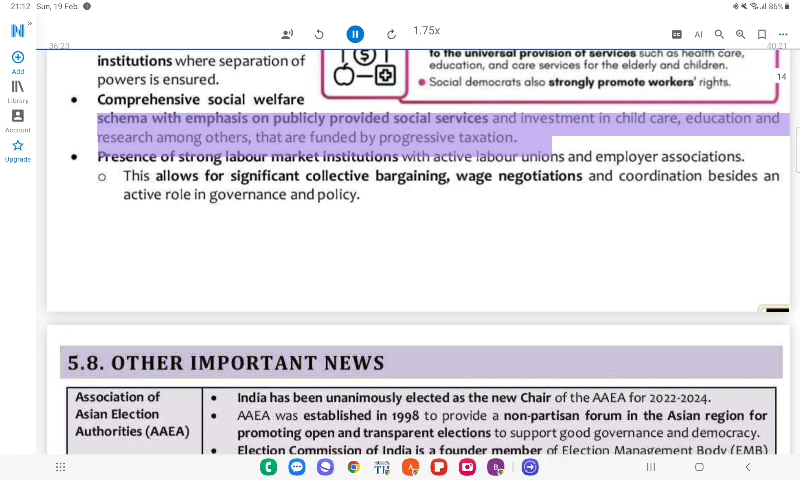 21:12 Sun, 19 Feb
86%
»
1.75x
AI
36:23
40:21
Add
Library
Account
Upgrade
14
institutions where separation of
powers is ensured.
to the universal provision of services such as health care,
education, and care services for the elderly and children.
• Social democrats also strongly promote workers' rights.
• Comprehensive social welfare
schema with emphasis on publicly provided social services and investment in child care, education and
research among others, that are funded by progressive taxation.
• Presence of strong labour market institutions with active labour unions and employer associations.
o This allows for significant collective bargaining, wage negotiations and coordination besides an
active role in governance and policy.
5.8. OTHER IMPORTANT NEWS
Association of
Asian Election
Authorities (AAEA)
• India has been unanimously elected as the new Chair of the AAEA for 2022-2024.
• AAEA was established in 1998 to provide a non-partisan forum in the Asian region for
promoting open and transparent elections to support good governance and democracy.
• Election Commission of India is a founder member of Election Management Body (EMB)